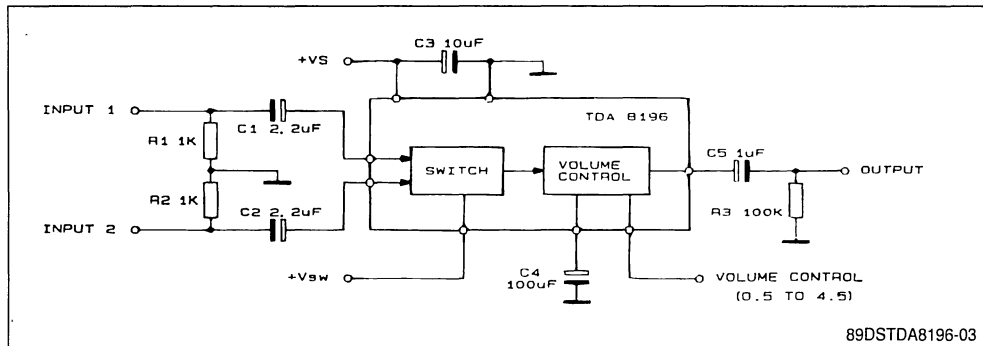 C3 10uF
+VS
INPUT 1
TDA 8196
C1 2.2uF
R1 1K
C5 1uF
SWITCH
VOLUME
CONTROL
OUTPUT
R2 1K
C2 2.2uF
R3 100K
INPUT 2
+Vsw
C4
100uF
VOLUME CONTROL
(0.5 TO 4.5)
89DSTDA8196-03